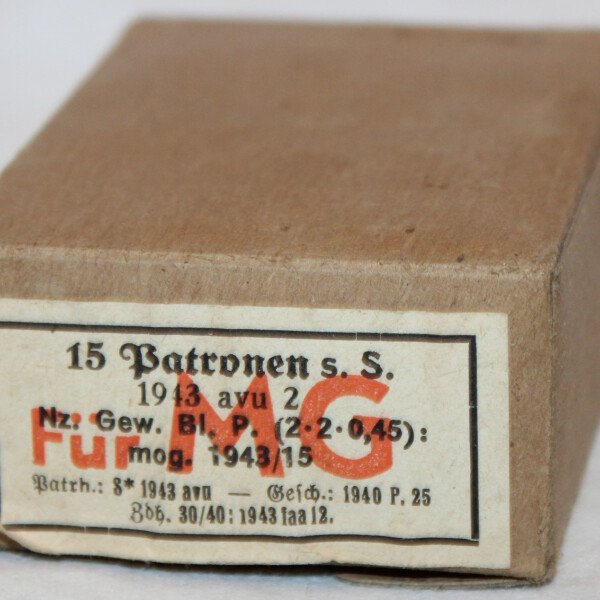 15 Patronen s. S.
1943 avu 2
Nz. Gew. Bl. P. (2·2·0,45):
Für MG
mog. 1943/15
Patrh.: S* 1943 avu — Gesch.: 1940 P. 25
Zdh. 30/40: 1943 faa 12.